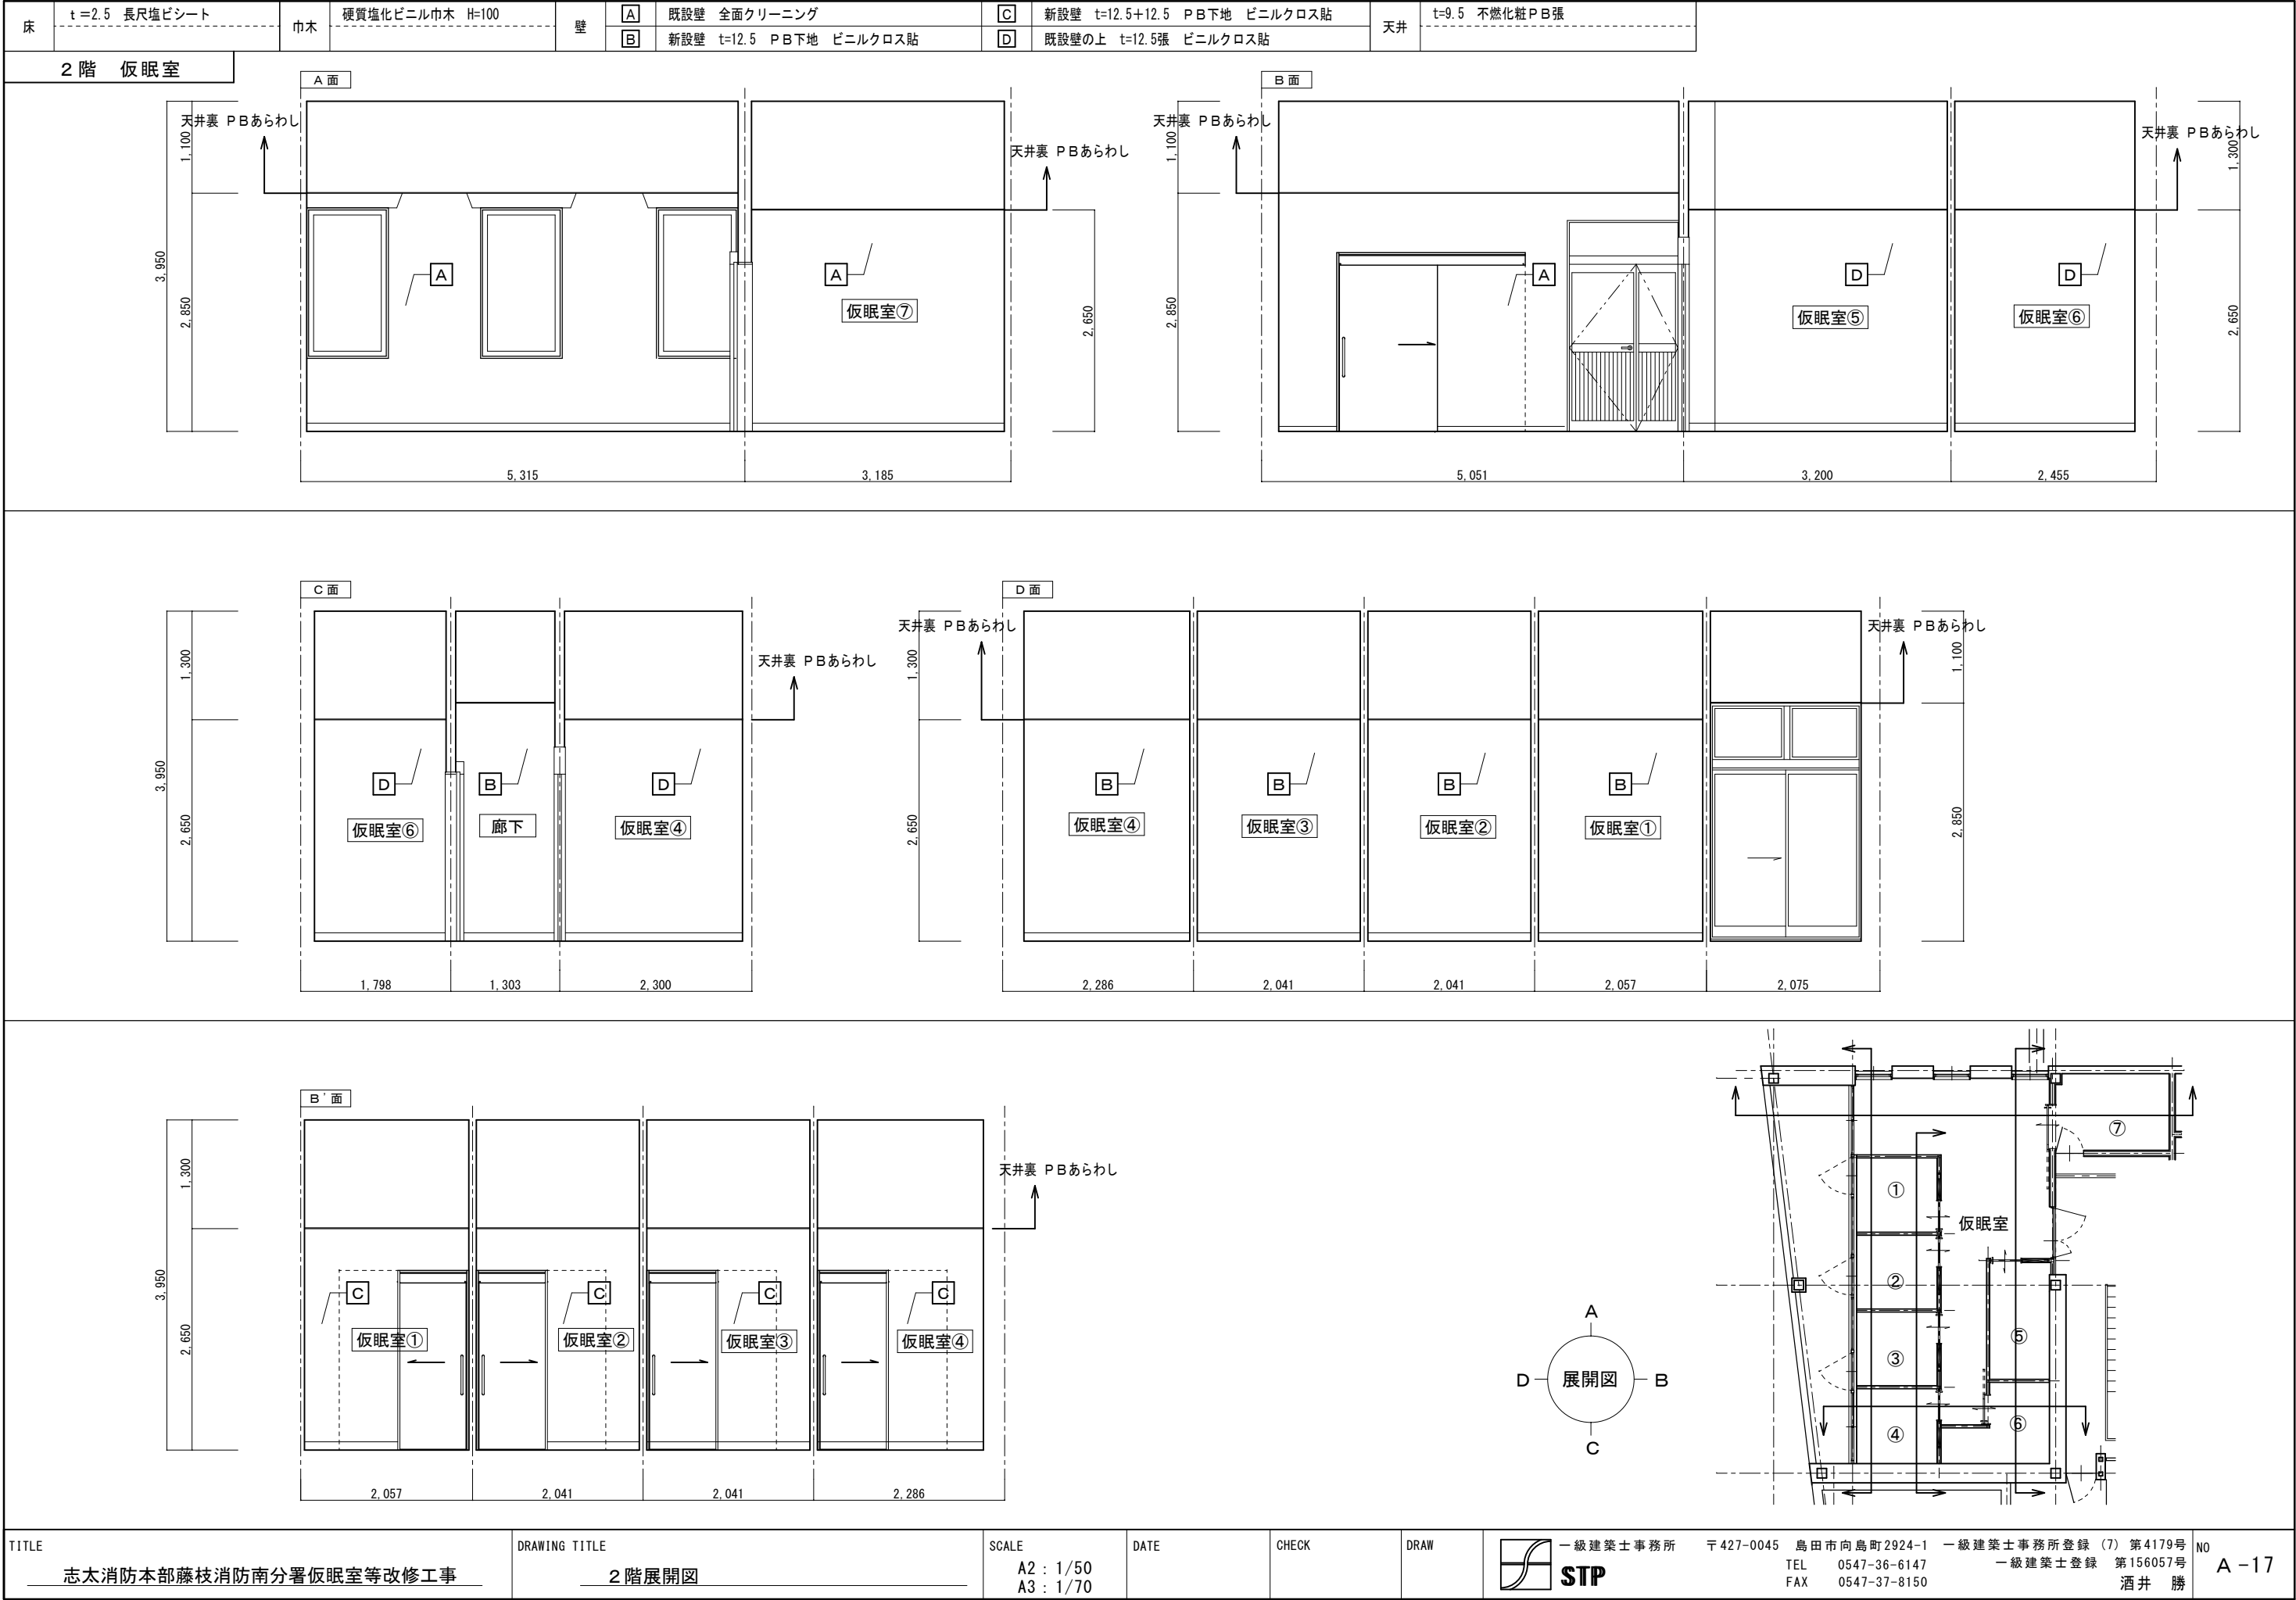 床 t=2.5 長尺塩ビシート 巾木 硬質塩化ビニル巾木 H=100 壁 A 既設壁 全面クリーニング C 新設壁 t=12.5+12.5 PB下地 ビニルクロス貼 天井 t=9.5 不燃化粧PB張
B 新設壁 t=12.5 PB下地 ビニルクロス貼 D 既設壁の上 t=12.5張 ビニルクロス貼
2階 仮眠室
A面
天井裏 PBあらわし
天井裏 PBあらわし
1,100
3,950
2,850
A
A
仮眠室⑦
2,650
5,315 3,185
B面
天井裏 PBあらわし
天井裏 PBあらわし
1,100
2,850
A
D
仮眠室⑤
D
仮眠室⑥
1,300
2,650
5,051 3,200 2,455
C面
天井裏 PBあらわし
1,300
3,950
2,650
D
B
D
仮眠室⑥
廊下
仮眠室④
1,798 1,303 2,300
D面
天井裏 PBあらわし
天井裏 PBあらわし
1,300
2,650
B
B
B
B
仮眠室④
仮眠室③
仮眠室②
仮眠室①
1,100
2,850
2,286 2,041 2,041 2,057 2,075
B'面
天井裏 PBあらわし
1,300
3,950
2,650
C
C
C
C
仮眠室①
仮眠室②
仮眠室③
仮眠室④
2,057 2,041 2,041 2,286
A
D 展開図 B
C
⑦
①
仮眠室
②
⑤
③
⑥
④
TITLE
志太消防本部藤枝消防南分署仮眠室等改修工事
DRAWING TITLE
2階展開図
SCALE
A2 : 1/50
A3 : 1/70
DATE
CHECK
DRAW
一級建築士事務所
STP
〒427-0045 島田市向島町2924-1 一級建築士事務所登録 (7) 第4179号
TEL 0547-36-6147 一級建築士登録 第156057号
FAX 0547-37-8150 酒井 勝
NO
A-17